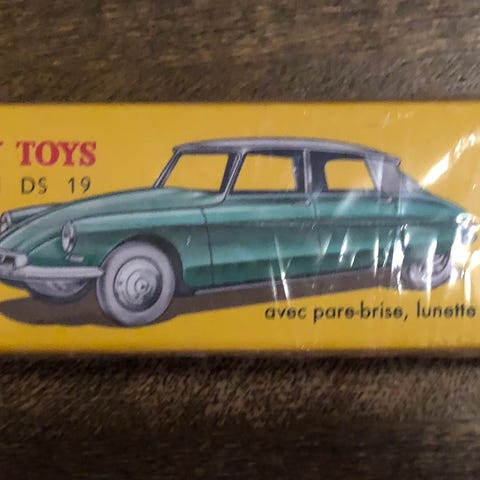 TOYS
DS 19
avec pare-brise, lunette